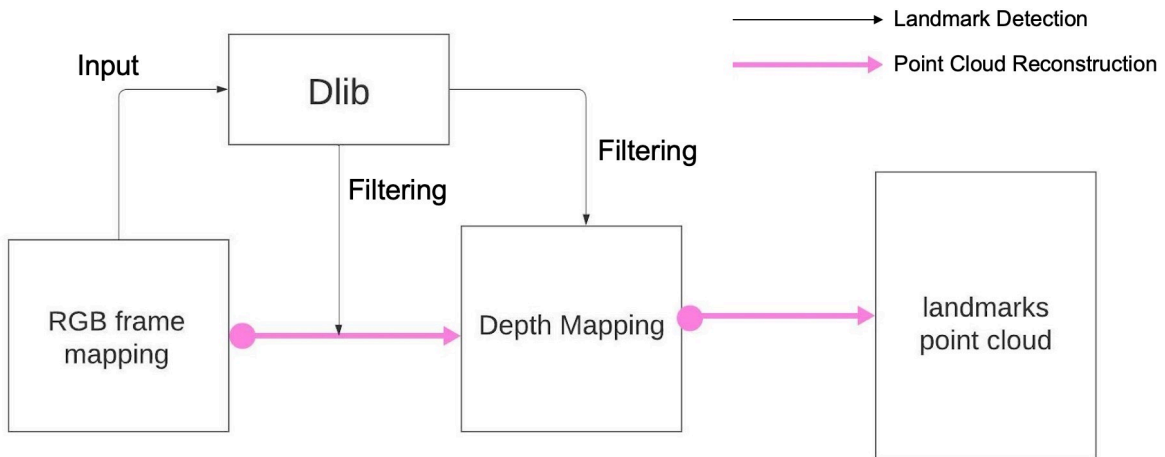 Landmark Detection
Input
Point Cloud Reconstruction
Dlib
Filtering
Filtering
RGB frame
mapping
Depth Mapping
landmarks
point cloud